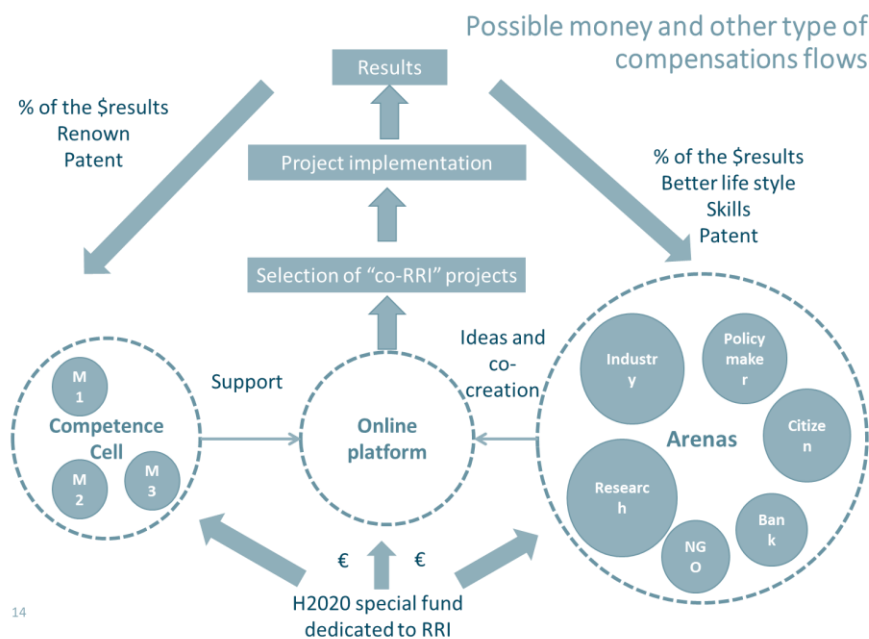 Possible money and other type of
compensations flows
Results
% of the $results
Renown
Patent
Project implementation
% of the $results
Better life style
Skills
Patent
Selection of “co-RRI” projects
Ideas and
co-
creation
Support
M
1
Competence
Cell
M
2
M
3
Online
platform
Industr
y
Policy
make
r
Arenas
Citize
n
Researc
h
Ban
k
NG
O
€
€
H2020 special fund
dedicated to RRI
14